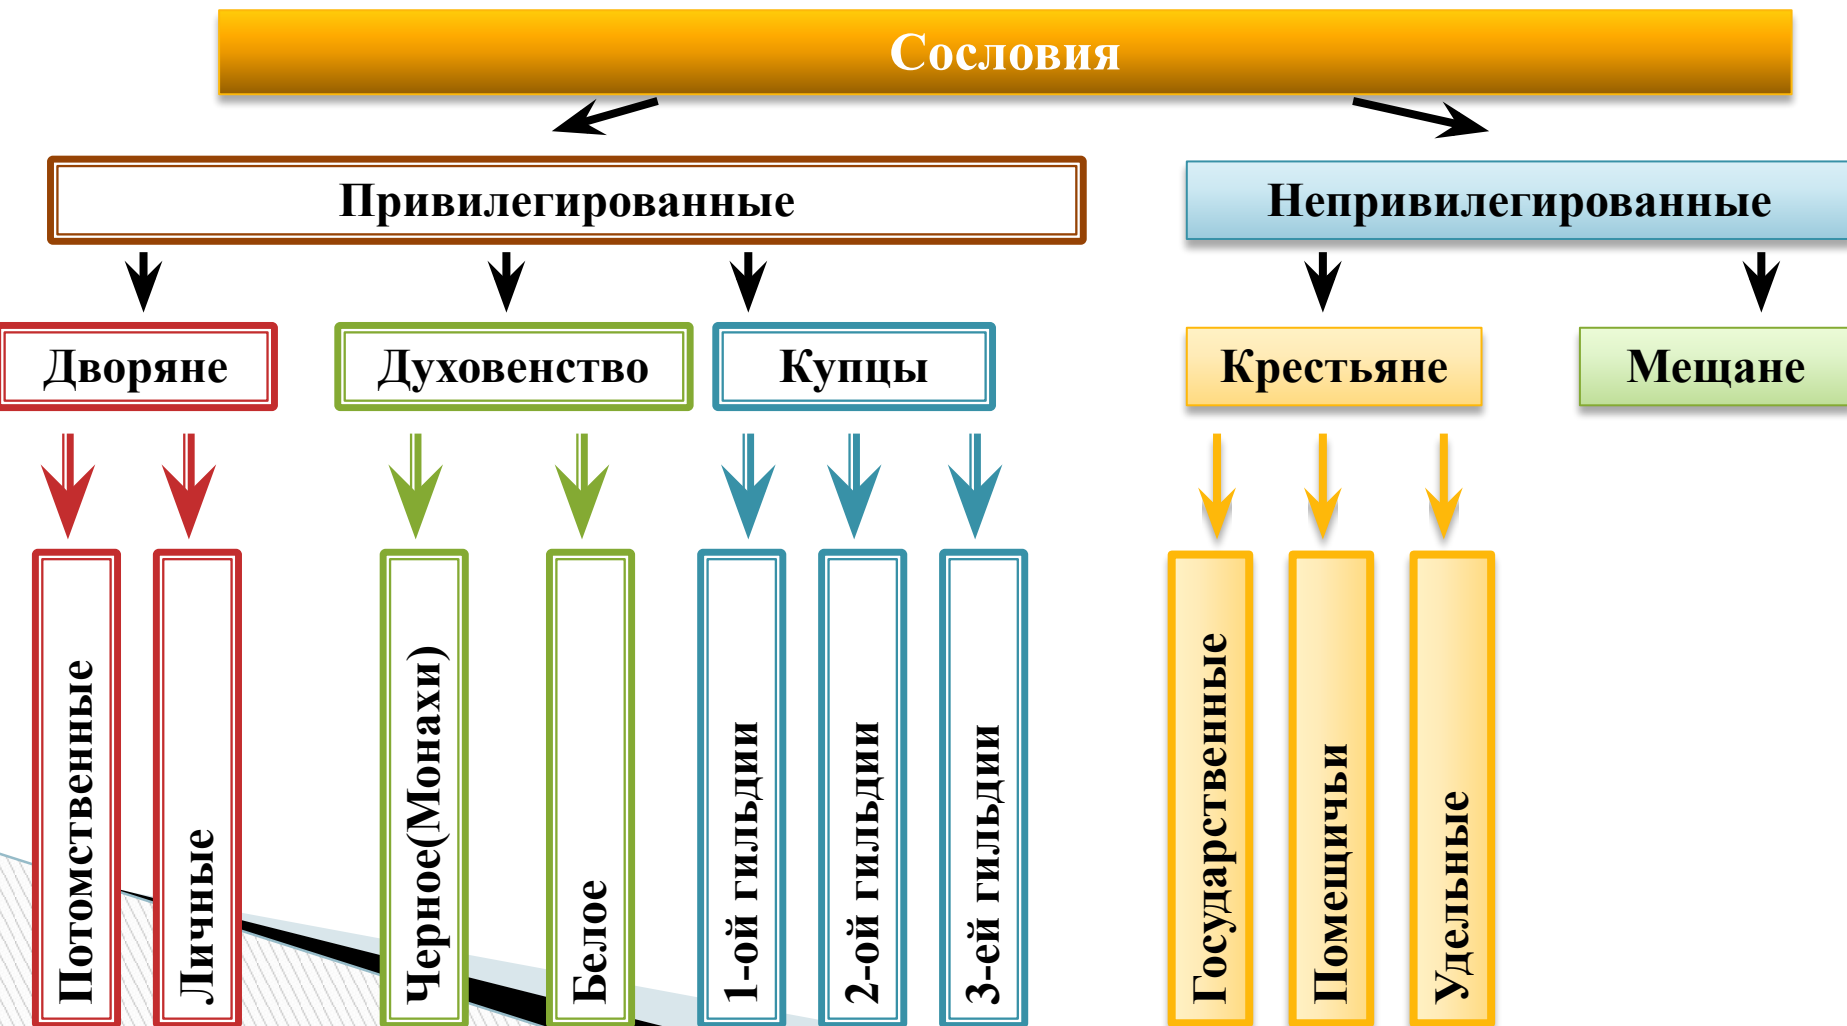 Сословия
Привилегированные
Непривилегированные
Дворяне
Духовенство
Купцы
Крестьяне
Мещане
Потомственные
Личные
Черное(Монахи)
Белое
1-ой гильдии
2-ой гильдии
3-ей гильдии
Государственные
Помещичьи
Удельные